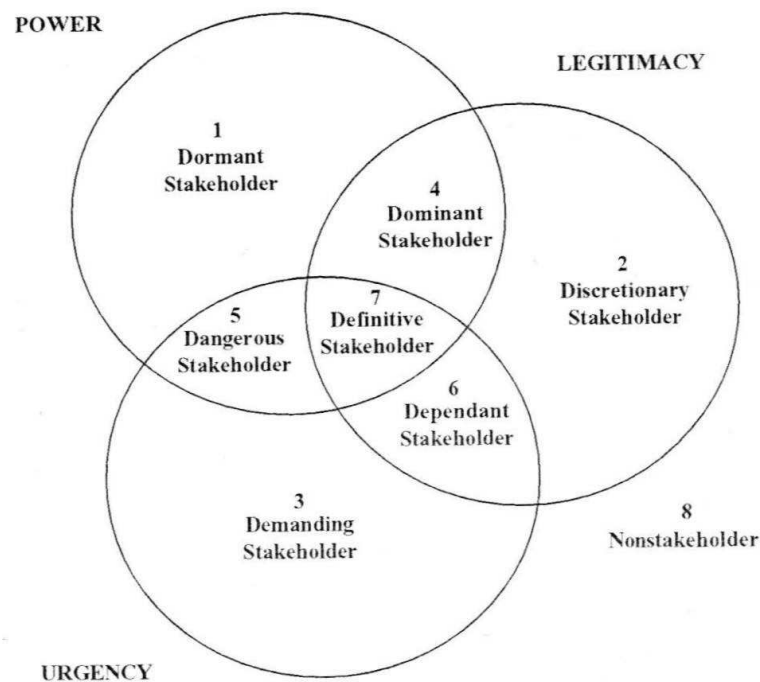 POWER
LEGITIMACY
1
Dormant
Stakeholder
4
Dominant
Stakeholder
2
Discretionary
Stakeholder
5
Dangerous
Stakeholder
7
Definitive
Stakeholder
6
Dependant
Stakeholder
3
Demanding
Stakeholder
8
Nonstakeholder
URGENCY